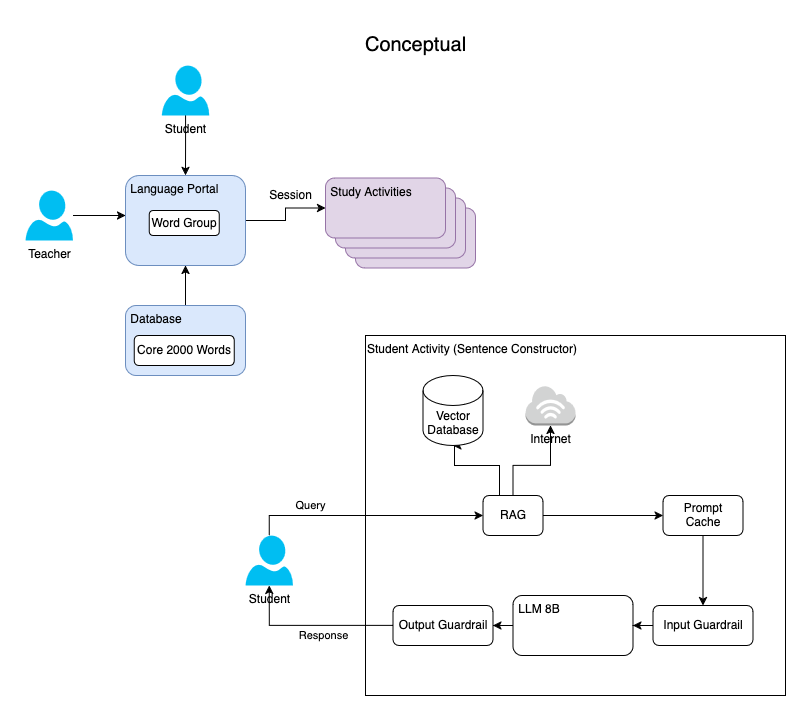 Conceptual
Student
Language Portal
Word Group
Session
Study Activities
Teacher
Database
Core 2000 Words
Student Activity (Sentence Constructor)
Vector
Database
Internet
Query
RAG
Prompt
Cache
Student
Response
Output Guardrail
LLM 8B
Input Guardrail